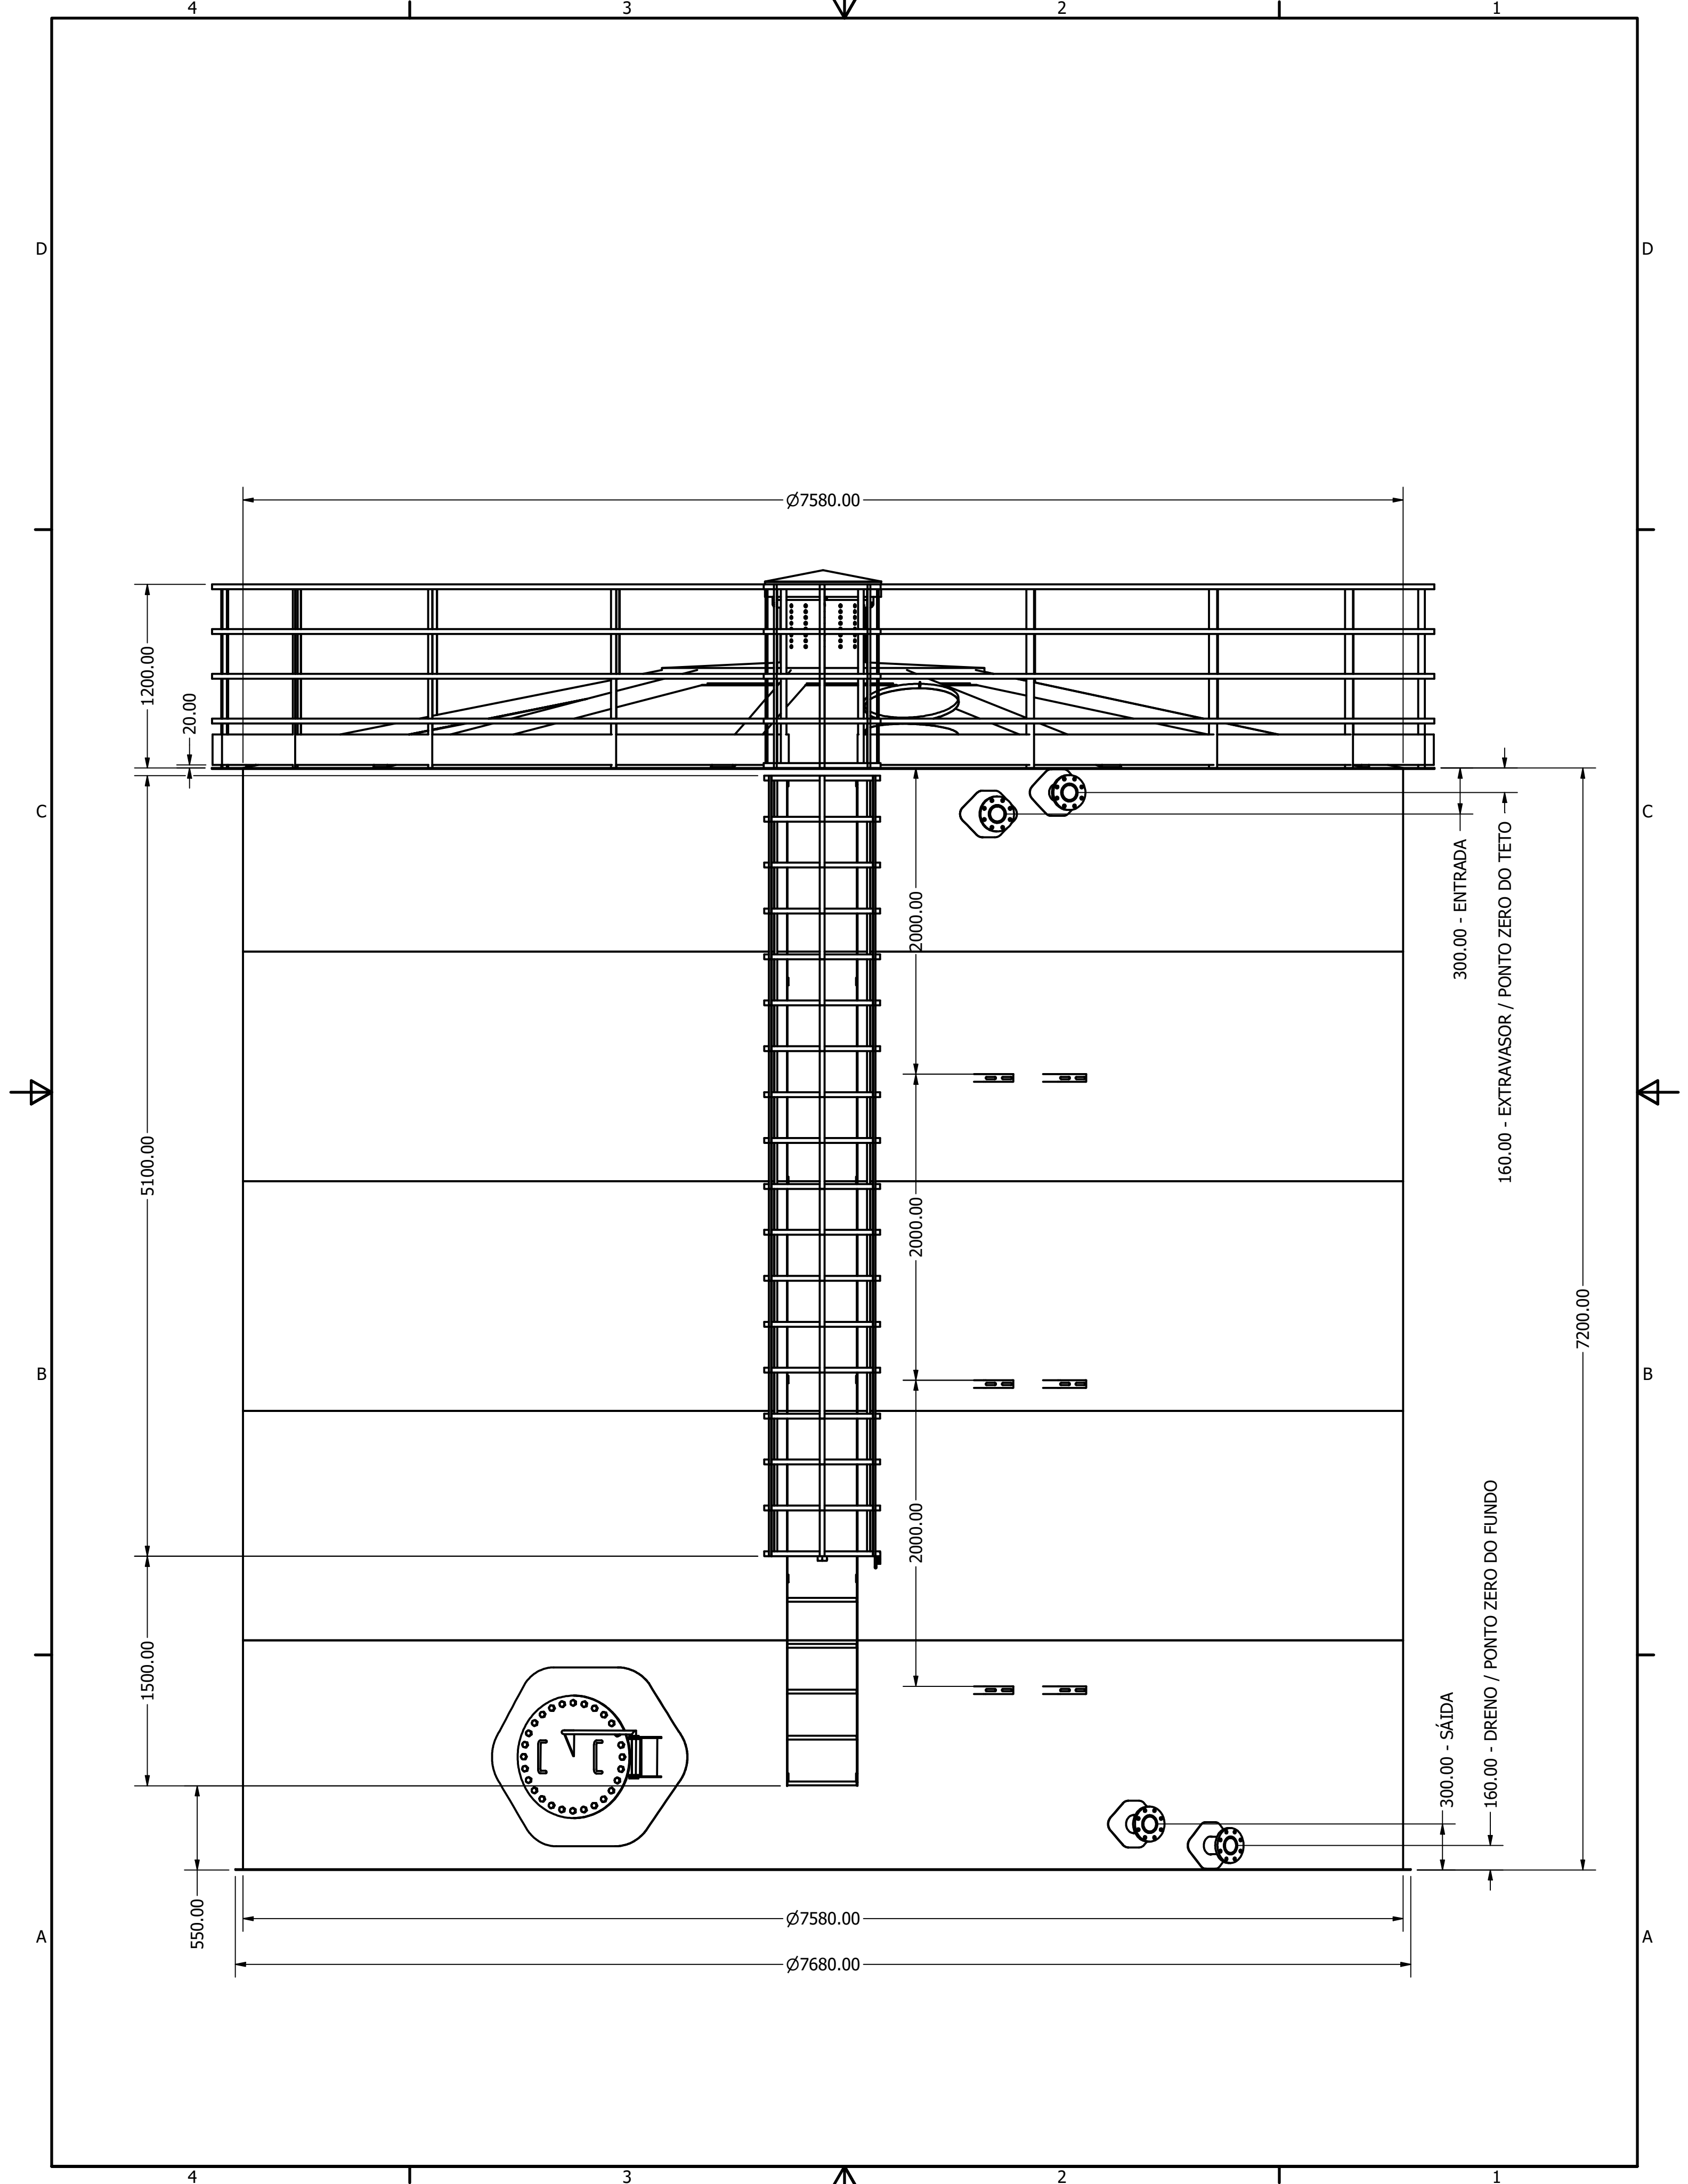 4 3 2 1
D D
Ø7580.00
1200.00
20.00
C C
2000.00
300.00 - ENTRADA
160.00 - EXTRAVASOR / PONTO ZERO DO TETO
5100.00
2000.00
7200.00
B B
2000.00
1500.00
300.00 - SÁIDA
160.00 - DRENO / PONTO ZERO DO FUNDO
550.00
Ø7580.00
A A
Ø7680.00
4 3 2 1